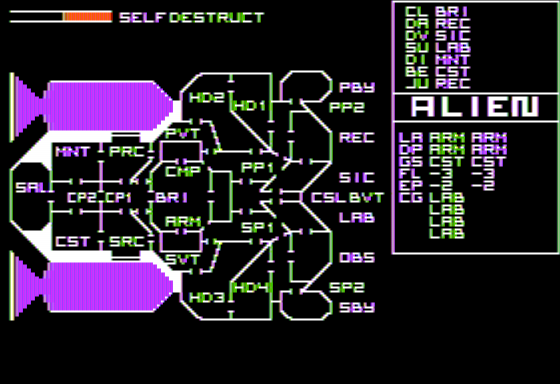 SELF DESTRUCT
CL BRI
DA REC
DV SIC
SU LAB
DI MNT
BE CST
JU REC
ALIEN
LA ARM ARM
DP ARM ARM
GS CST CST
FL -3 -3
EP -2 -2
CG LAB
LAB
LAB
LAB
PBY
HD2 HD1 PP2
PVT REC
MNT PRC
CMP PP1
SIC
SAL CP2 CP1 BRI CSL BVT
ARM LAB
SP1
CST SRC
SVT OBS
HD4 SP2
HD3 SBY